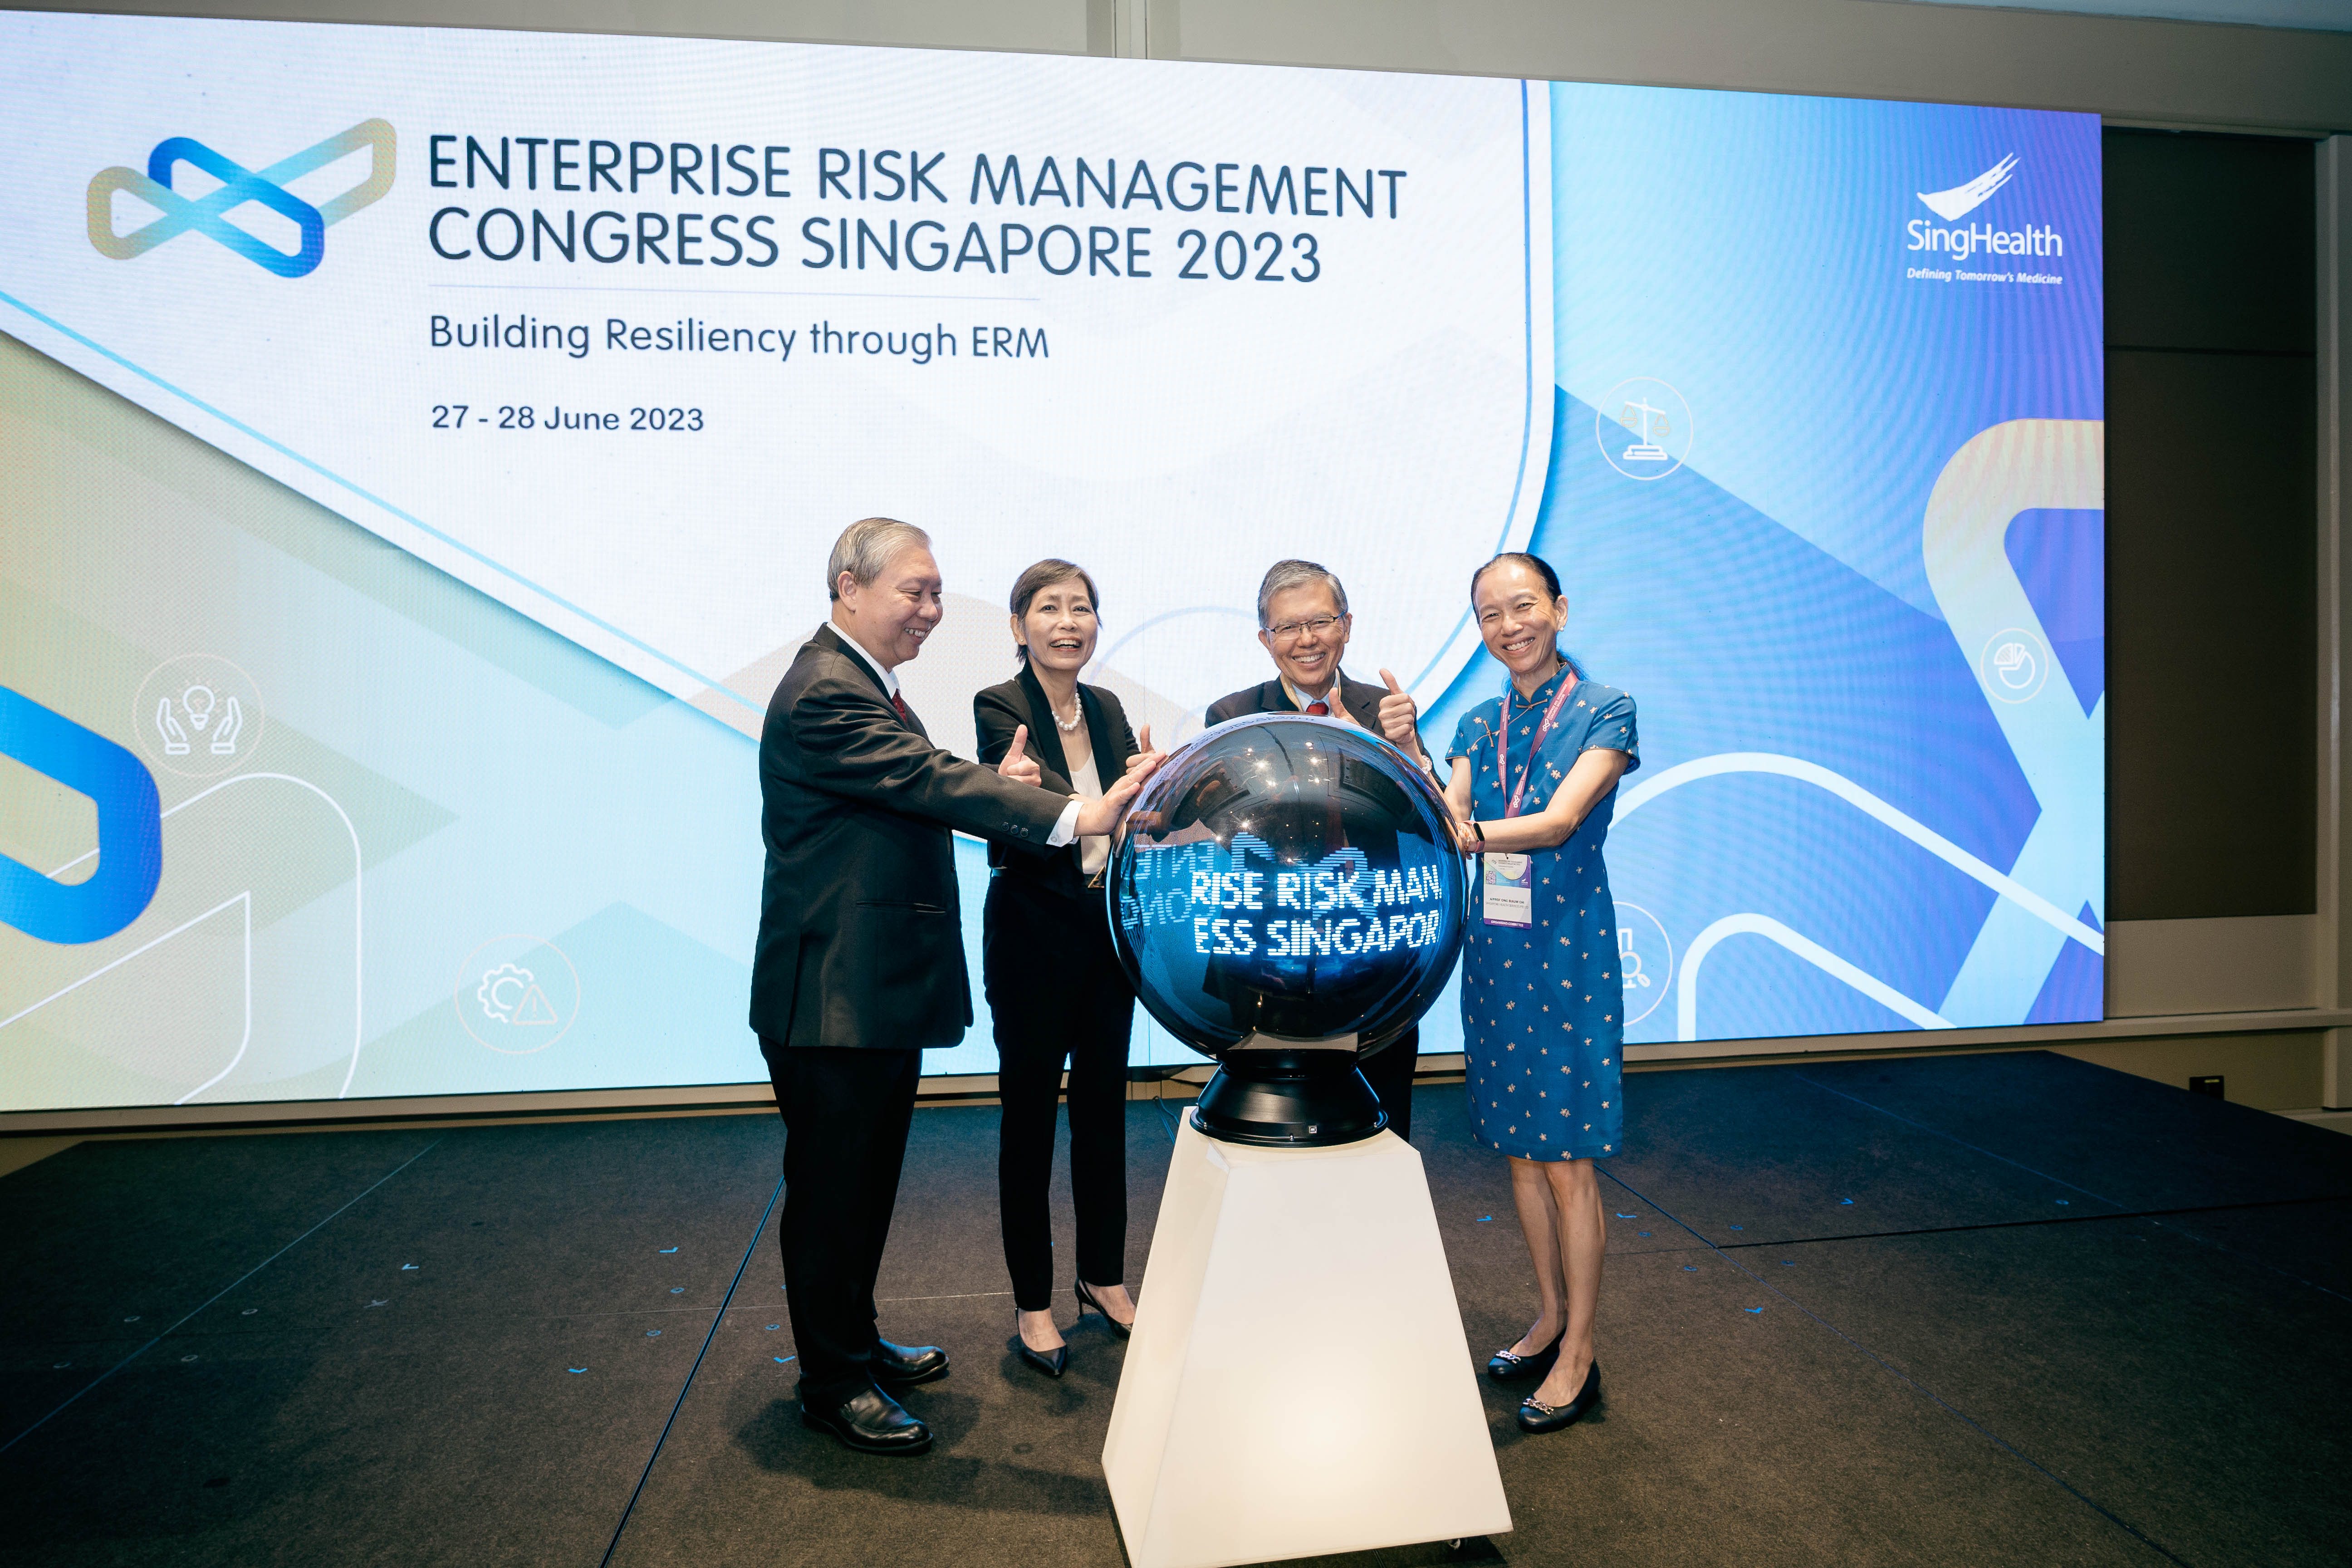 ENTERPRISE RISK MANAGEMENT
CONGRESS SINGAPORE 2023
Building Resiliency through ERM
27 - 28 June 2023
SingHealth
Defining Tomorrow's Medicine
RISE RISK MAN
ESS SINGAPOR